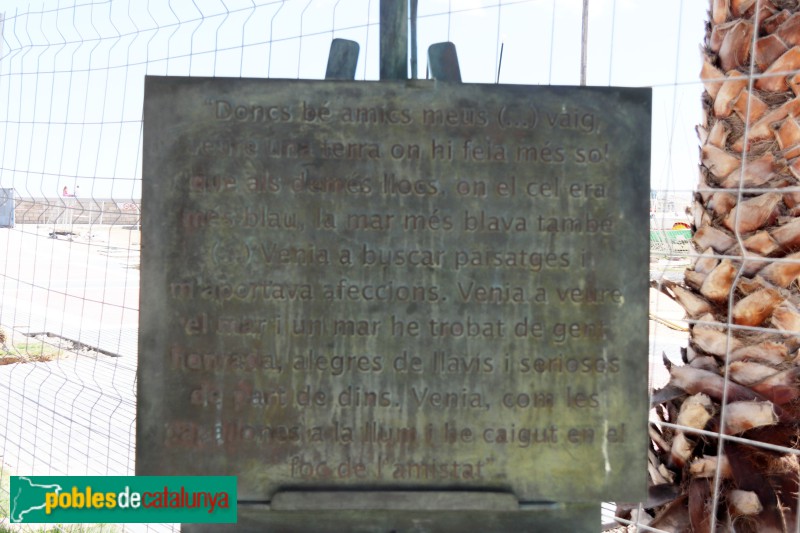 "Doncs bé amics meus (...) vaig
veure una terra on hi feia més sol
que als demés llocs, on el cel era
més blau, la mar més blava també
(...) Venia a buscar paisatges i
m'aportava afeccions. Venia a veure
el mar i un mar he trobat de gent
honrada, alegres de llavis i seriosos
de part de dins. Venia, com les
papallones a la llum i he caigut en el
foc de l'amistat"
poblesdecatalunya